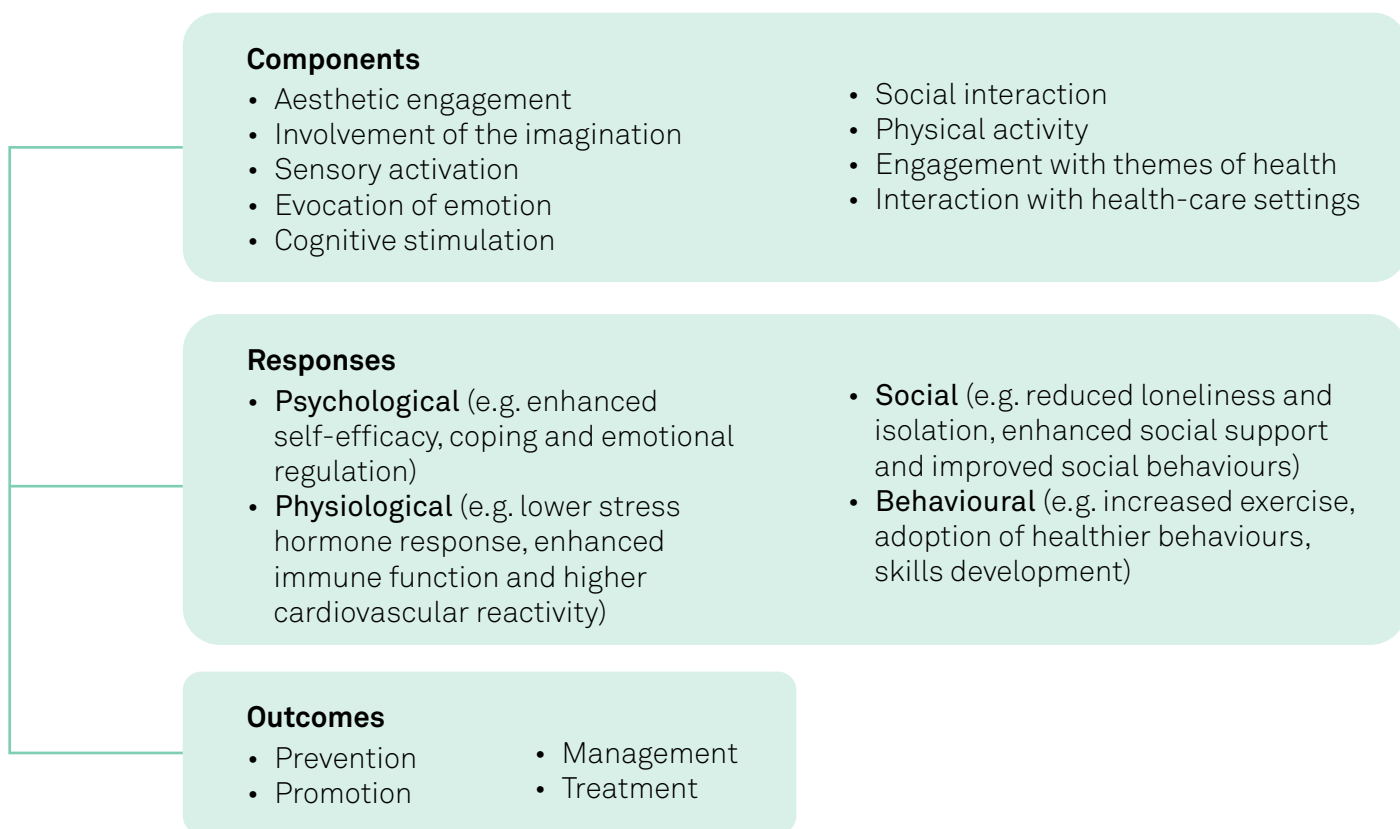 Components
• Aesthetic engagement
• Involvement of the imagination
• Sensory activation
• Evocation of emotion
• Cognitive stimulation
• Social interaction
• Physical activity
• Engagement with themes of health
• Interaction with health-care settings
Responses
• Psychological (e.g. enhanced
self-efficacy, coping and emotional
regulation)
• Physiological (e.g. lower stress
hormone response, enhanced
immune function and higher
cardiovascular reactivity)
• Social (e.g. reduced loneliness and
isolation, enhanced social support
and improved social behaviours)
• Behavioural (e.g. increased exercise,
adoption of healthier behaviours,
skills development)
Outcomes
• Prevention
• Promotion
• Management
• Treatment